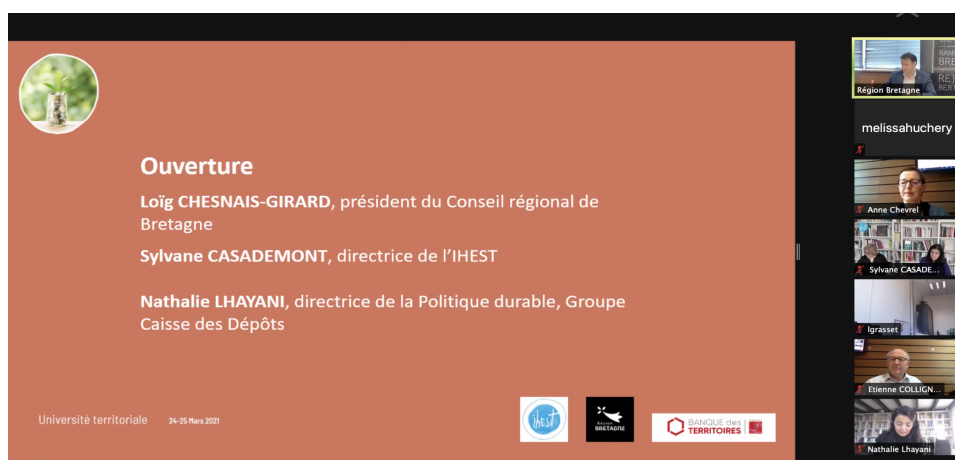 Ouverture
Loïg CHESNAIS-GIRARD, président du Conseil régional de
Bretagne
Sylvane CASADEMONT, directrice de l'IHEST
Nathalie LHAYANI, directrice de la Politique durable, Groupe
Caisse des Dépôts
Université territoriale 24-25 Mars 2021
ihest
Région
BRETAGNE
BANQUE des
TERRITOIRES
Région Bretagne
melissahuchery
Anne Chevrel
Sylvane CASADE...
lgrasset
Etienne COLLIGN...
Nathalie Lhayani